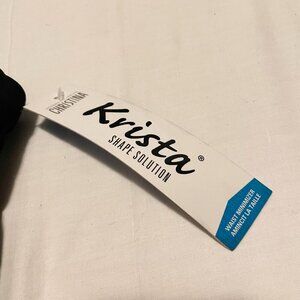 CHRISTINA
Krista®
SHAPE SOLUTION
WAIST MINIMIZER
AMINCIT LA TAILLE